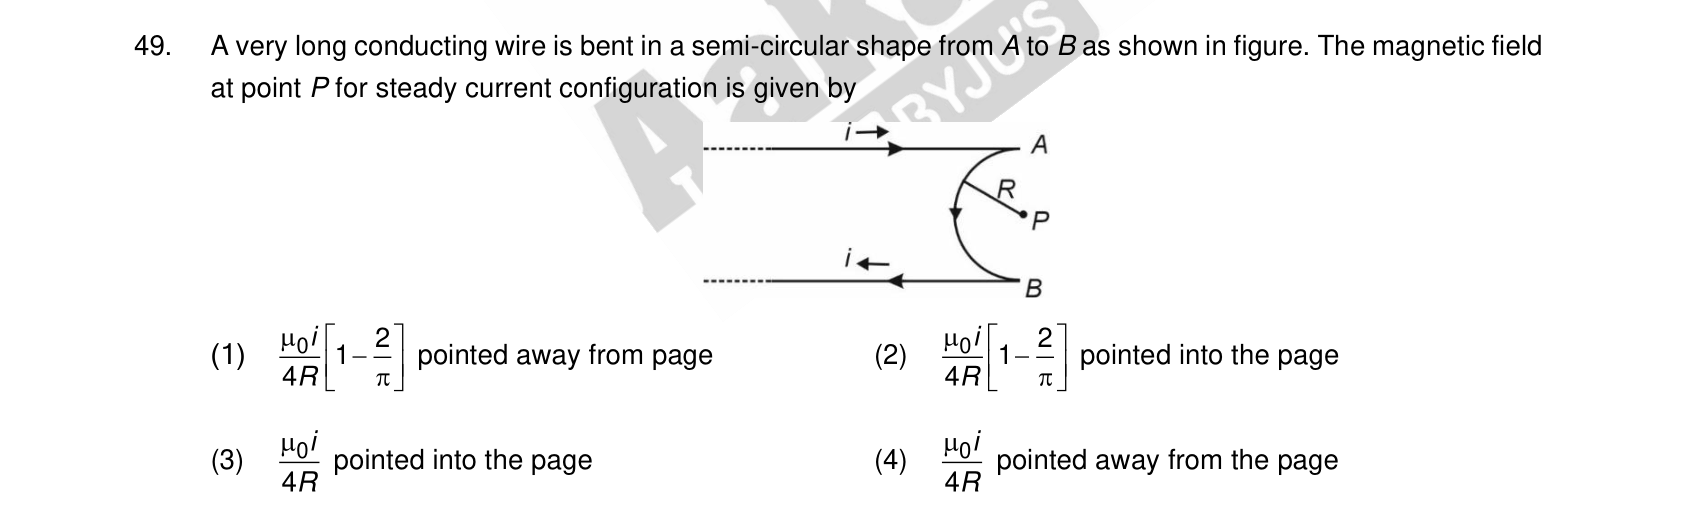 49. A very long conducting wire is bent in a semi-circular shape from A to B as shown in figure. The magnetic field
at point P for steady current configuration is given by
i
A
R
P
i
B
(1) μ₀i/4R [1 − 2/π] pointed away from page
(2) μ₀i/4R [1 − 2/π] pointed into the page
(3) μ₀i/4R pointed into the page
(4) μ₀i/4R pointed away from the page
BYJU'S